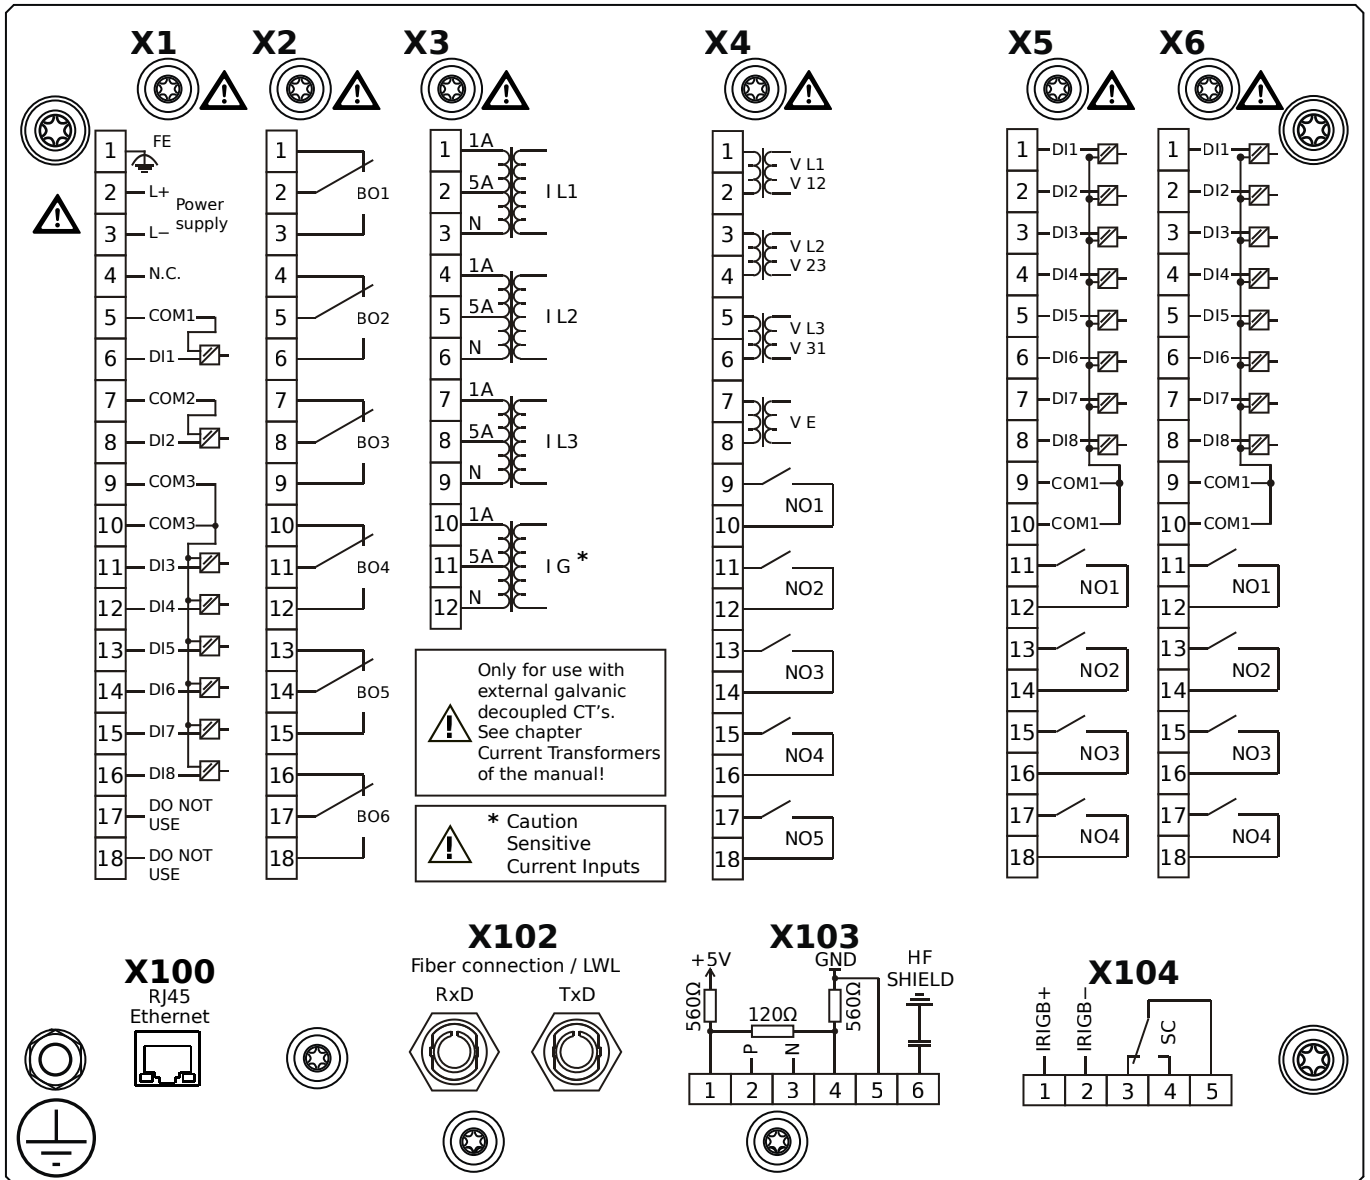 X1
X2
X3
X4
X5
X6
1 FE
2 L+
Power
supply
3 L−
4 N.C.
5 COM1
6 DI1
7 COM2
8 DI2
9 COM3
10 COM3
11 DI3
12 DI4
13 DI5
14 DI6
15 DI7
16 DI8
17 DO NOT
USE
18 DO NOT
USE
1
2 BO1
3
4
5 BO2
6
7
8 BO3
9
10
11 BO4
12
13
14 BO5
15
16
17 BO6
18
1 1A
2 5A I L1
3 N
4 1A
5 5A I L2
6 N
7 1A
8 5A I L3
9 N
10 1A
11 5A I G *
12 N
Only for use with
external galvanic
decoupled CT's.
See chapter
Current Transformers
of the manual!
* Caution
Sensitive
Current Inputs
1 V L1
2 V 12
3 V L2
4 V 23
5 V L3
6 V 31
7 V E
8
9
NO1
10
11
NO2
12
13
NO3
14
15
NO4
16
17
NO5
18
1 DI1
2 DI2
3 DI3
4 DI4
5 DI5
6 DI6
7 DI7
8 DI8
9 COM1
10 COM1
11
NO1
12
13
NO2
14
15
NO3
16
17
NO4
18
1 DI1
2 DI2
3 DI3
4 DI4
5 DI5
6 DI6
7 DI7
8 DI8
9 COM1
10 COM1
11
NO1
12
13
NO2
14
15
NO3
16
17
NO4
18
X100
RJ45
Ethernet
X102
Fiber connection / LWL
RxD TxD
X103
+5V GND HF
SHIELD
560Ω 120Ω 560Ω
P N
1 2 3 4 5 6
X104
IRIGB+ IRIGB− SC
1 2 3 4 5